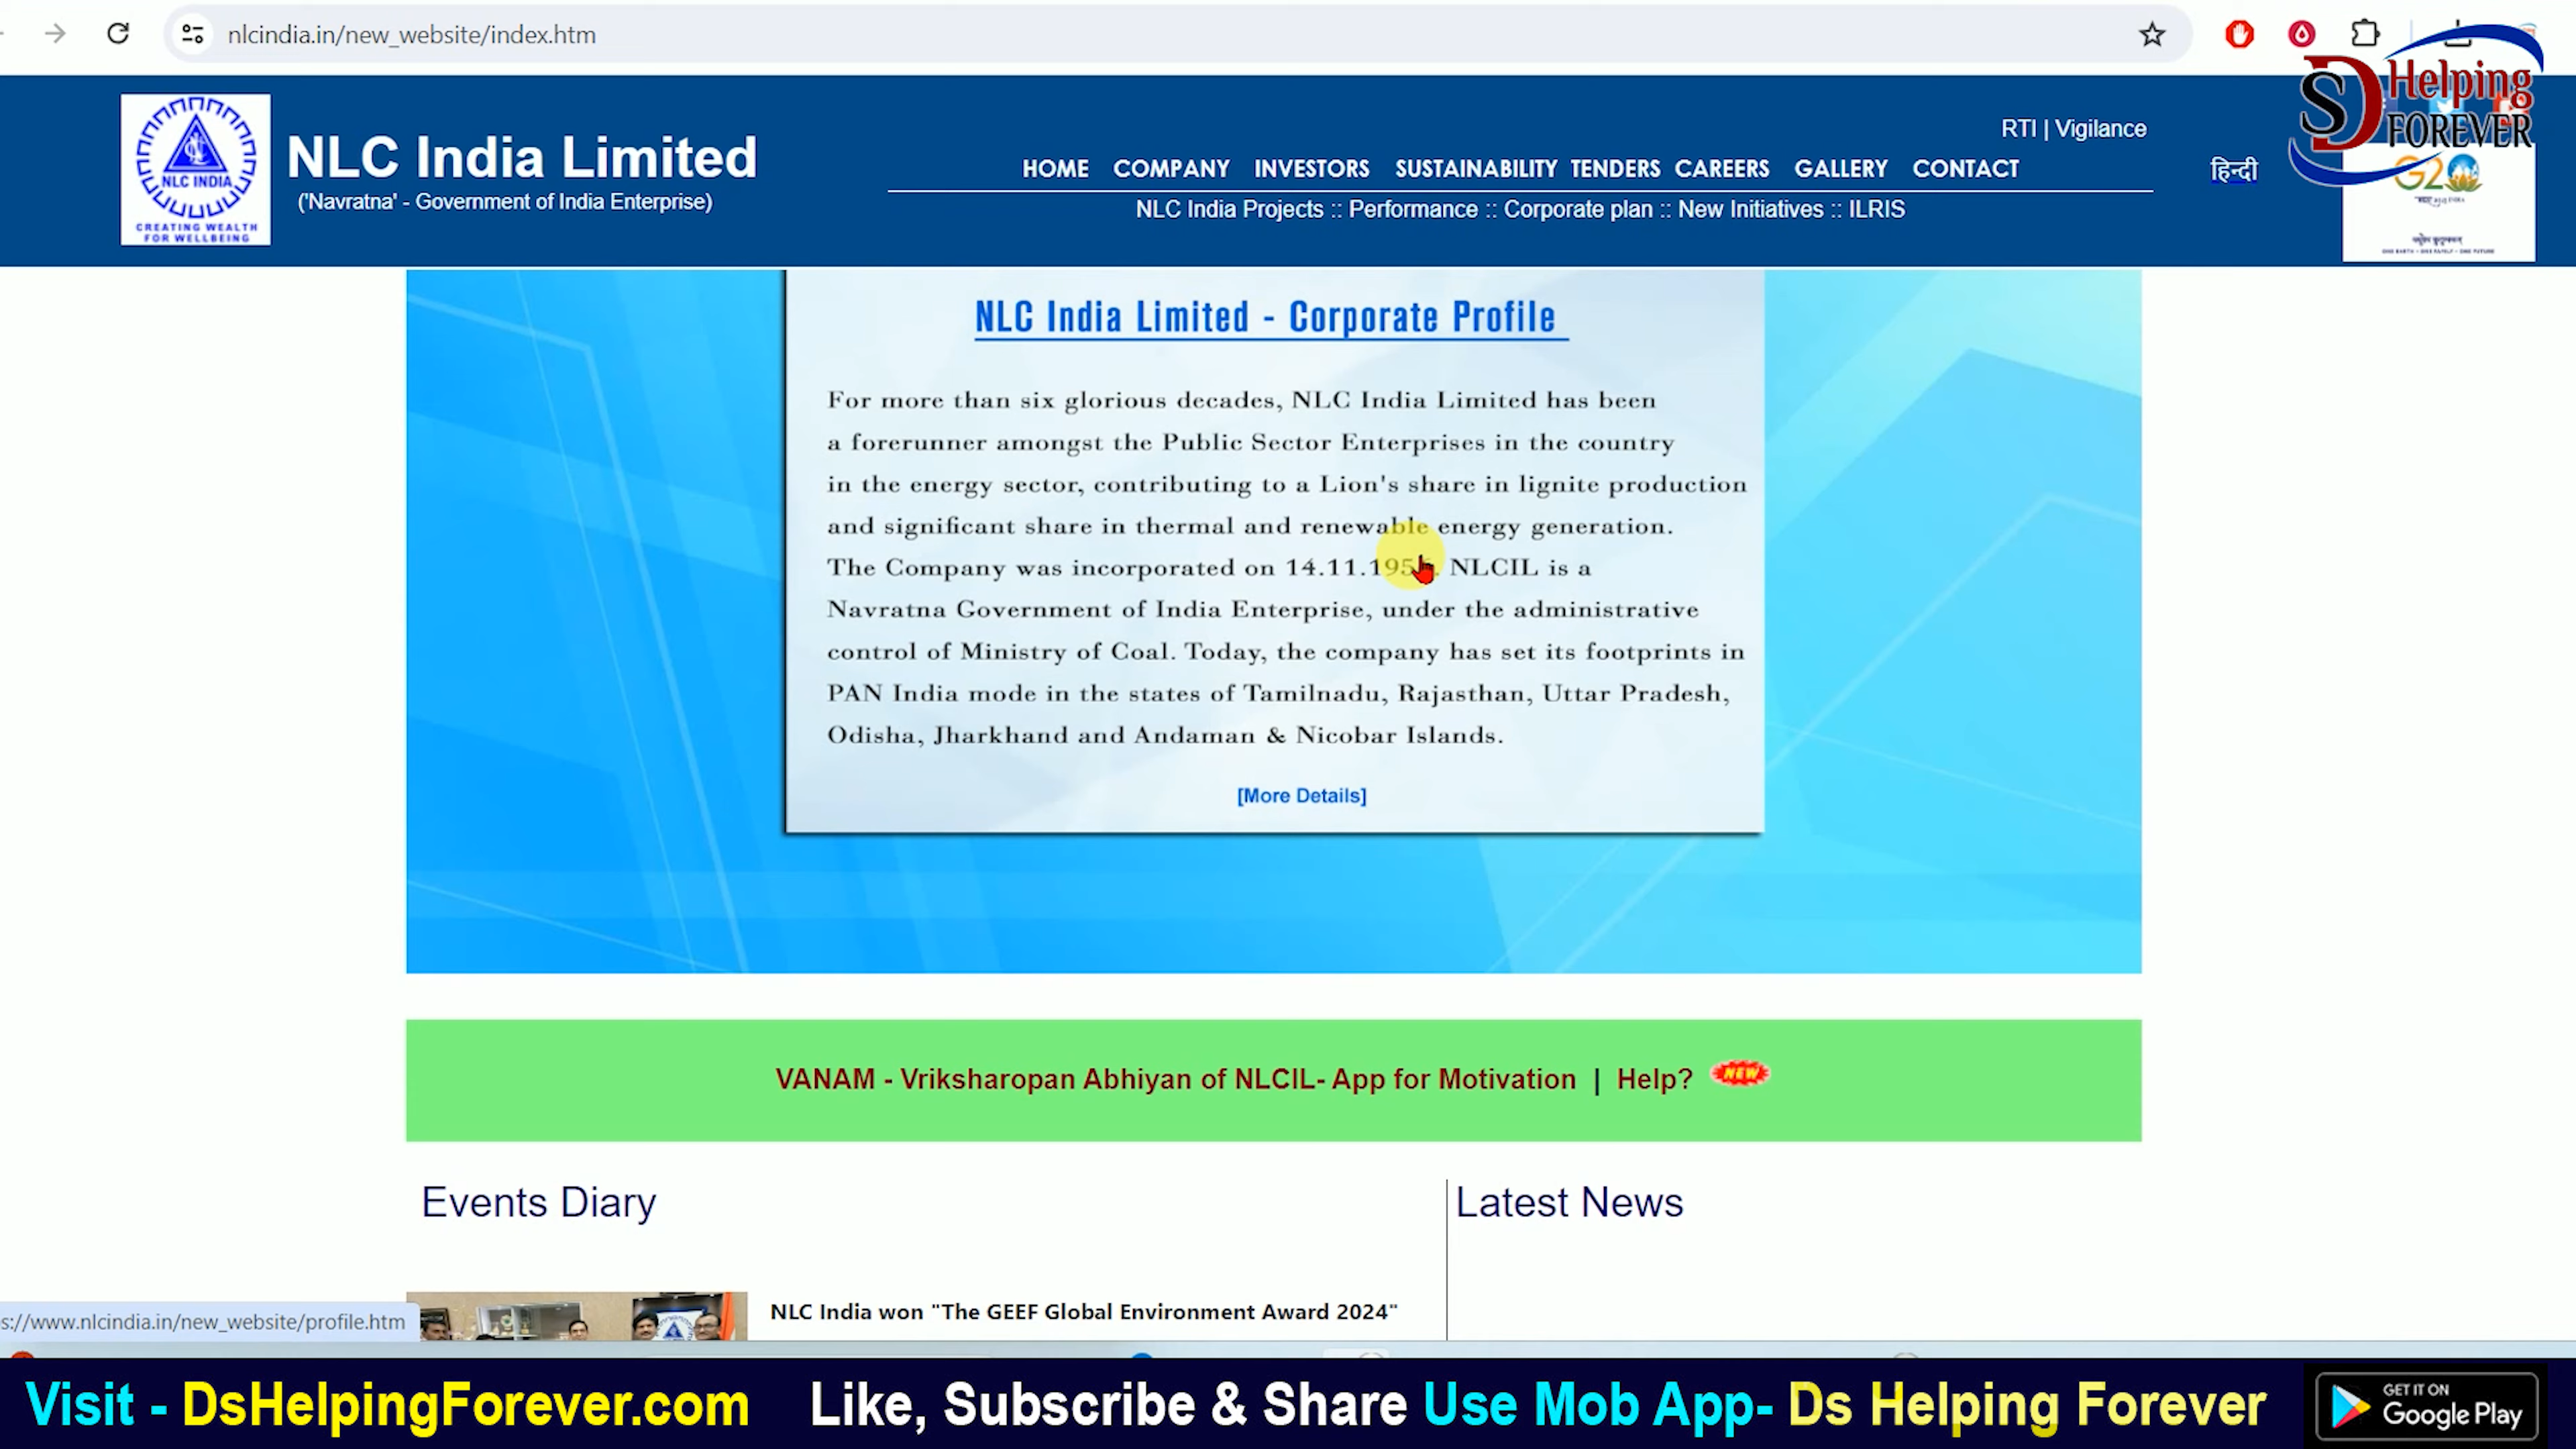 nlcindia.in/new_website/index.htm
Helping
SD FOREVER
NLC INDIA
CREATING WEALTH
FOR WELLBEING
NLC India Limited
('Navratna' - Government of India Enterprise)
RTI | Vigilance
HOME COMPANY INVESTORS SUSTAINABILITY TENDERS CAREERS GALLERY CONTACT
हिन्दी
NLC India Projects :: Performance :: Corporate plan :: New Initiatives :: ILRIS
G20
NLC India Limited - Corporate Profile
For more than six glorious decades, NLC India Limited has been
a forerunner amongst the Public Sector Enterprises in the country
in the energy sector, contributing to a Lion's share in lignite production
and significant share in thermal and renewable energy generation.
The Company was incorporated on NLCIL is a
Navratna Government of India Enterprise, under the administrative
control of Ministry of Coal. Today, the company has set its footprints in
PAN India mode in the states of Tamilnadu, Rajasthan, Uttar Pradesh,
Odisha, Jharkhand and Andaman & Nicobar Islands.
[More Details]
VANAM - Vriksharopan Abhiyan of NLCIL- App for Motivation | Help? NEW
Events Diary
Latest News
NLC India won "The GEEF Global Environment Award 2024"
s://www.nlcindia.in/new_website/profile.htm
Visit - DsHelpingForever.com Like, Subscribe & Share Use Mob App- Ds Helping Forever
GET IT ON
Google Play